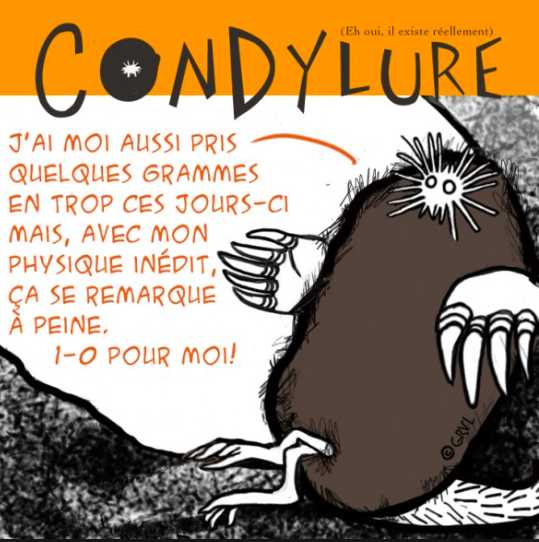 (Eh oui, il existe réellement)
CONDYLURE
J'AI MOI AUSSI PRIS
QUELQUES GRAMMES
EN TROP CES JOURS-CI
MAIS, AVEC MON
PHYSIQUE INÉDIT,
ÇA SE REMARQUE
À PEINE.
1-0 POUR MOI!
©GRVL